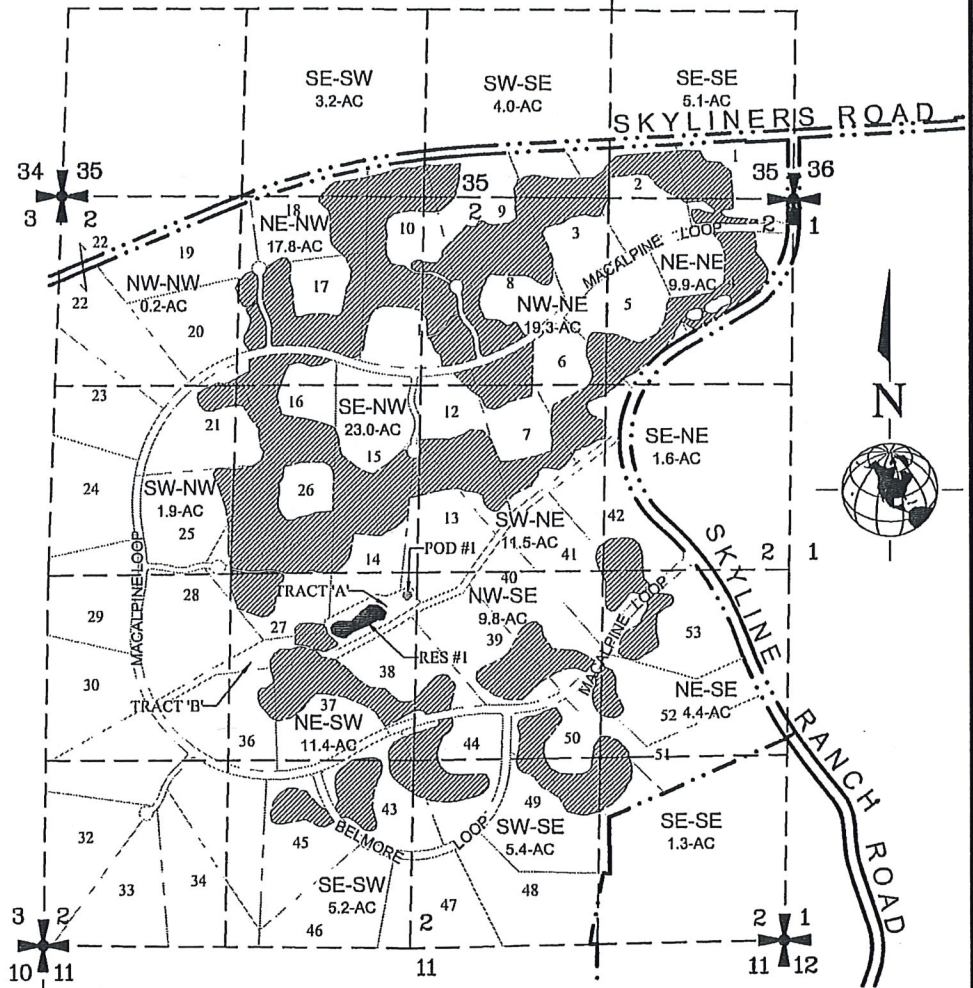 SE-SW
3.2-AC
SW-SE
4.0-AC
SE-SE
5.1-AC
SKYLINERS ROAD
34 35
3 2
35
2
35 36
2 1
1
2
3
5
6
7
8
9
10
12
13
14
15
16
17
18
19
20
21
22
22
23
24
25
26
27
28
29
30
32
33
34
36
37
38
39
40
41
42
43
44
45
46
47
48
49
50
51
52
53
NE-NW
17.8-AC
NW-NW
0.2-AC
MACALPINE LOOP
NE-NE
9.9-AC
NW-NE
19.3-AC
SE-NW
23.0-AC
SE-NE
1.6-AC
N
SW-NW
1.9-AC
SW-NE
11.5-AC
POD #1
2 1
SKYLINE RANCH ROAD
MACALPINE LOOP
TRACT 'A'
NW-SE
9.8-AC
RES #1
MACALPINE LOOP
TRACT 'B'
NE-SW
11.4-AC
NE-SE
4.4-AC
BELMORE LOOP
SW-SE
5.4-AC
SE-SE
1.3-AC
SE-SW
5.2-AC
3 2
10 11
2
11
2 1
11 12